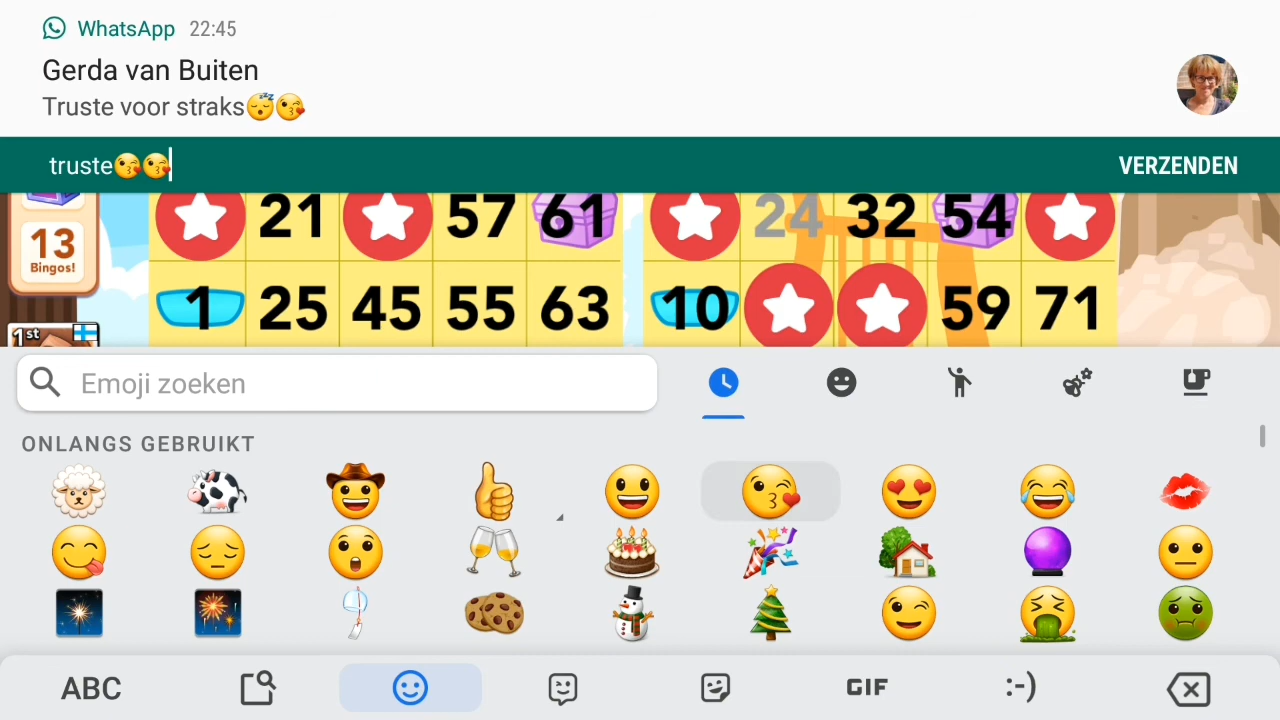 WhatsApp 22:45
Gerda van Buiten
Truste voor straks😴😘
truste😘😘 VERZENDEN
21 57 61 24 32 54
13
Bingos!
1 25 45 55 63 10 59 71
1st
Emoji zoeken
ONLANGS GEBRUIKT
ABC GIF :-)